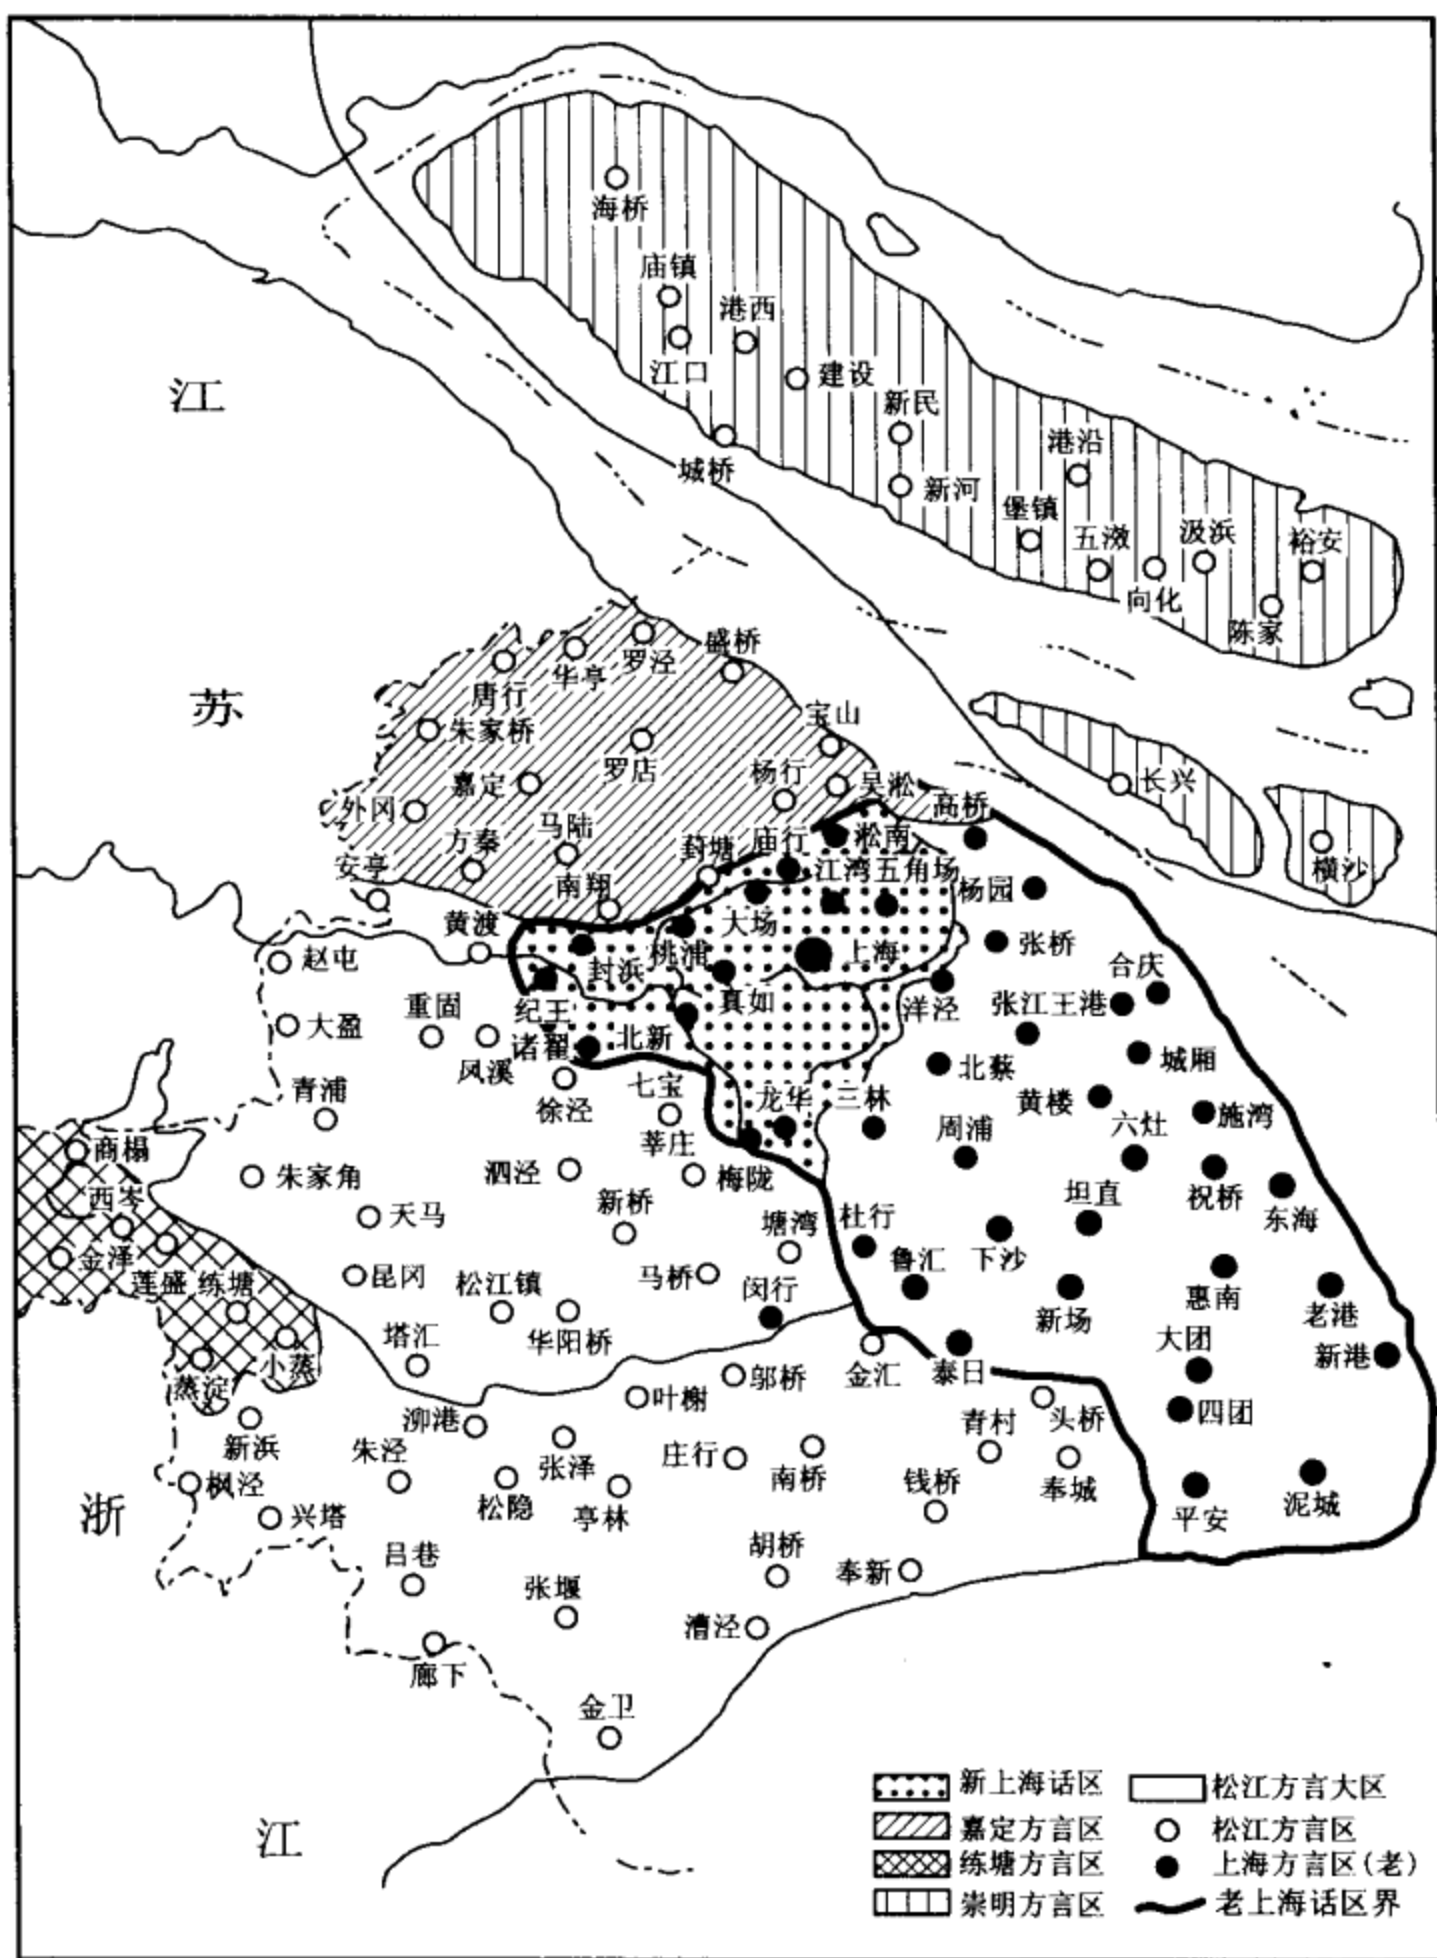 海桥
庙镇
港西
江口
建设
江
新民
港沿
城桥
新河
堡镇
五滧
汲浜
裕安
向化
陈家
盛桥
罗泾
华亭
唐行
苏
朱家桥
宝山
罗店
嘉定
杨行
吴淞
长兴
外冈
高桥
马陆
庙行
淞南
方泰
封塘
安亭
江湾
五角场
横沙
南翔
杨园
黄渡
大场
赵屯
桃浦
上海
张桥
封浜
合庆
纪王
真如
洋泾
张江
王港
重固
大盈
诸翟
北新
凤溪
北蔡
城厢
青浦
徐泾
七宝
龙华
三林
黄楼
施湾
商榻
莘庄
周浦
六灶
朱家角
泗泾
梅陇
西岑
新桥
坦直
祝桥
天马
塘湾
杜行
东海
金泽
莲盛
练塘
昆冈
松江镇
马桥
闵行
鲁汇
下沙
惠南
老港
塔汇
华阳桥
新场
小蒸
大团
蒸淀
邬桥
金汇
泰日
新港
叶榭
泖港
青村
头桥
四团
新浜
朱泾
张泽
庄行
南桥
枫泾
钱桥
奉城
浙
兴塔
松隐
亭林
平安
泥城
吕巷
胡桥
奉新
张堰
漕泾
廊下
金卫
江
新上海话区
松江方言大区
嘉定方言区
松江方言区
练塘方言区
上海方言区(老)
崇明方言区
老上海话区界